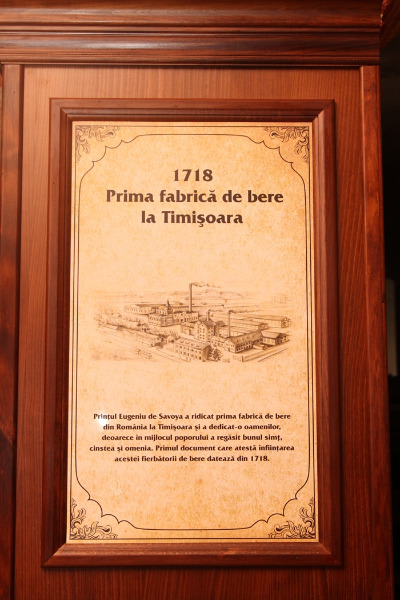 1718
Prima fabrică de bere
la Timişoara
Prinţul Eugeniu de Savoya a ridicat prima fabrică de bere
din România la Timişoara şi a dedicat-o oamenilor,
deoarece în mijlocul poporului a regăsit bunul simţ,
cinstea şi omenia. Primul document care atestă înfiinţarea
acestei fierbătorii de bere datează din 1718.